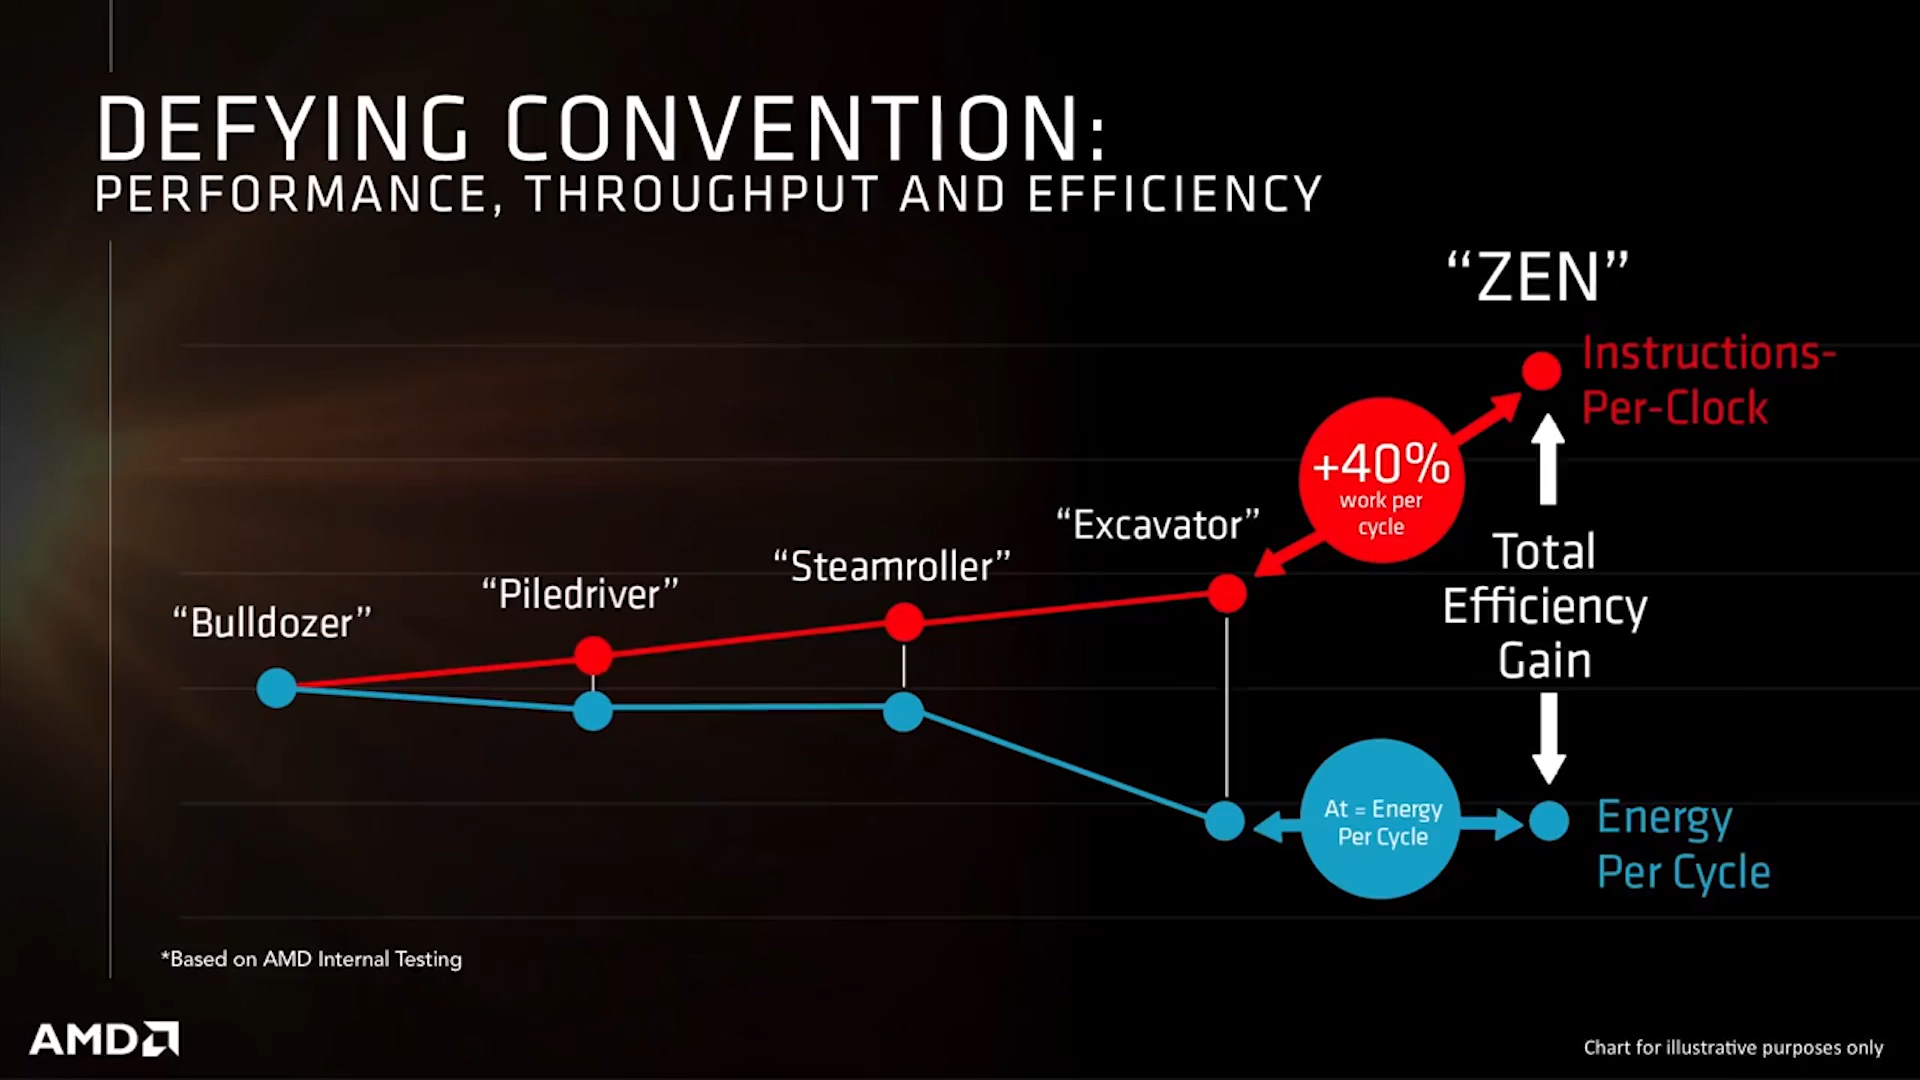 DEFYING CONVENTION:
PERFORMANCE, THROUGHPUT AND EFFICIENCY
“ZEN”
Instructions-
Per-Clock
+40%
work per
cycle
“Excavator”
“Steamroller”
“Piledriver”
“Bulldozer”
Total
Efficiency
Gain
At = Energy
Per Cycle
Energy
Per Cycle
*Based on AMD Internal Testing
AMD
Chart for illustrative purposes only